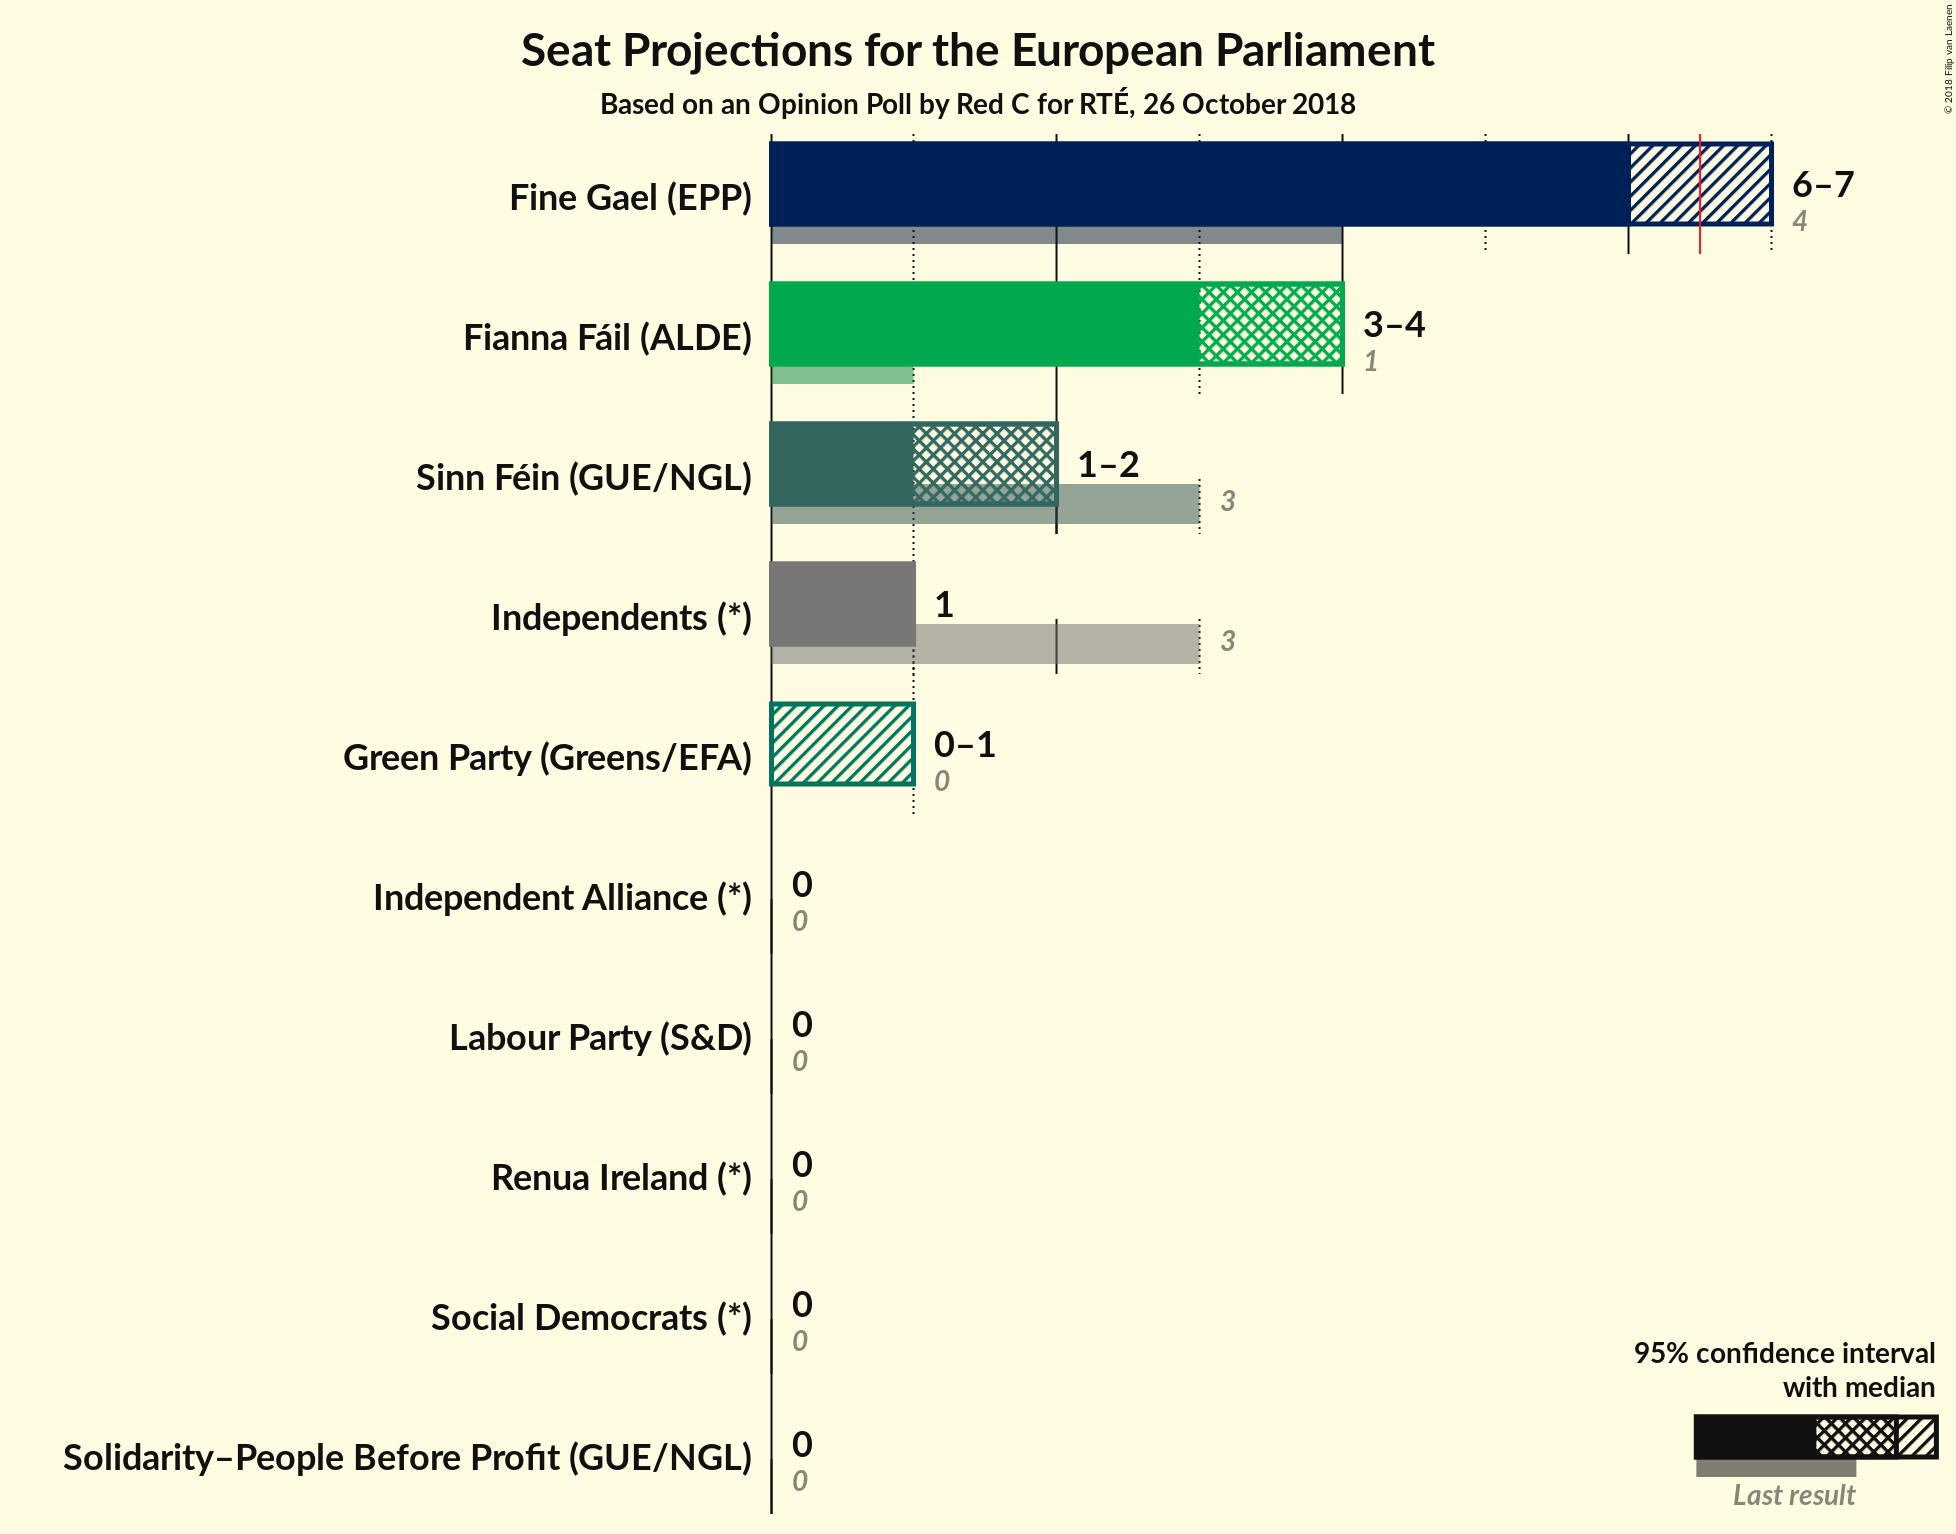 Seat Projections for the European Parliament
Based on an Opinion Poll by Red C for RTÉ, 26 October 2018
© 2018 Filip van Laenen
Fine Gael (EPP)
6–7
4
Fianna Fáil (ALDE)
3–4
1
Sinn Féin (GUE/NGL)
1–2
3
Independents (*)
1
3
Green Party (Greens/EFA)
0–1
0
Independent Alliance (*)
0
0
Labour Party (S&D)
0
0
Renua Ireland (*)
0
0
Social Democrats (*)
0
0
Solidarity–People Before Profit (GUE/NGL)
0
0
95% confidence interval
with median
Last result